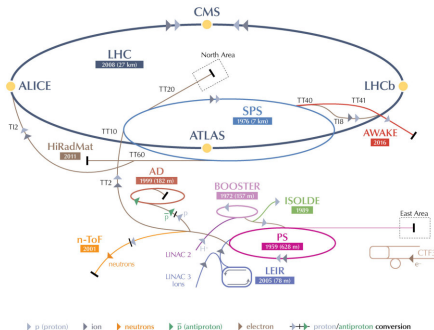 CMS
LHC
2008 (27 km)
North Area
ALICE
TT20
LHCb
TT40
TT41
SPS
1976 (7 km)
TI8
TI2
TT10
ATLAS
HiRadMat
2011
TT60
AWAKE
2016
AD
1999 (182 m)
TT2
BOOSTER
1972 (157 m)
ISOLDE
1989
p
p
East Area
n-ToF
2001
H-
PS
1959 (628 m)
LINAC 2
CTF3
e-
neutrons
LINAC 3
Ions
LEIR
2005 (78 m)
p (proton)
ion
neutrons
p̄ (antiproton)
electron
proton/antiproton conversion